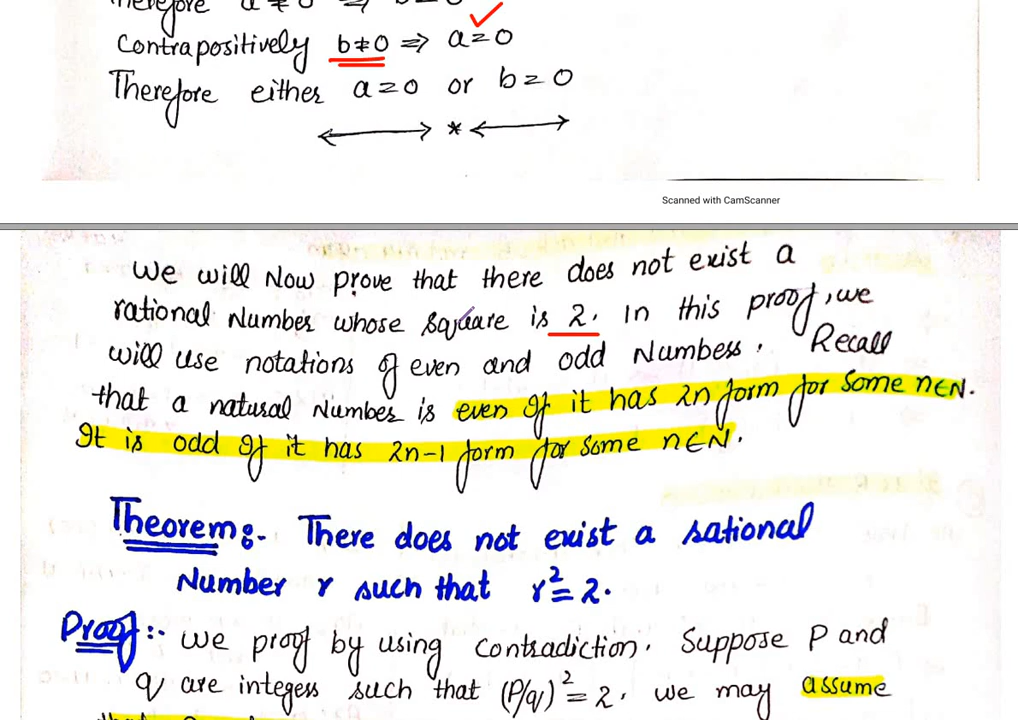 Therefore a ≠ 0 ⇒ b = 0
Contrapositively b≠0 ⇒ a=0
Therefore either a=0 or b=0
Scanned with CamScanner
We will Now prove that there does not exist a
rational Number whose square is 2. In this proof, we
will use notations of even and odd Numbers. Recall
that a natural Number is even If it has 2n form for some n∈N.
It is odd If it has 2n-1 form for some n∈N.
Theorem:- There does not exist a rational
Number r such that r²=2.
Proof:- we proof by using Contradiction. Suppose P and
q are integers such that (P/q)²=2. we may assume